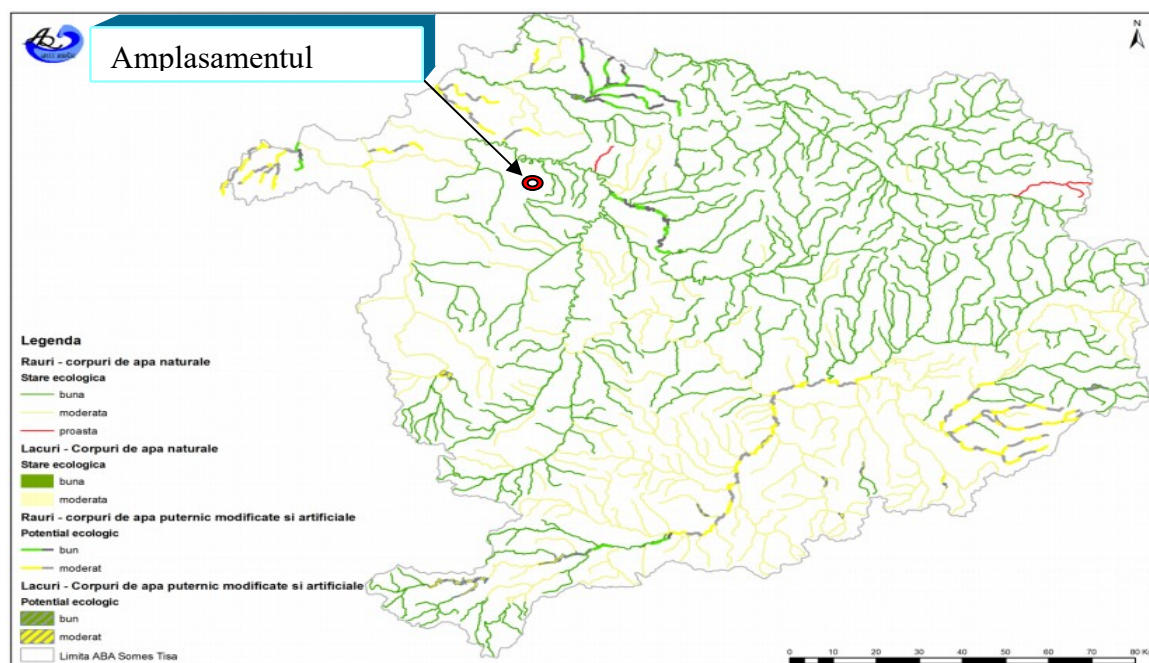 Amplasamentul
N
Legenda
Rauri - corpuri de apa naturale
Stare ecologica
buna
moderata
proasta
Lacuri - Corpuri de apa naturale
Stare ecologica
buna
moderata
Rauri - corpuri de apa puternic modificate si artificiale
Potential ecologic
bun
moderat
Lacuri - Corpuri de apa puternic modificate si artificiale
Potential ecologic
bun
moderat
Limita ABA Somes Tisa
0 10 20 30 40 50 60 70 80